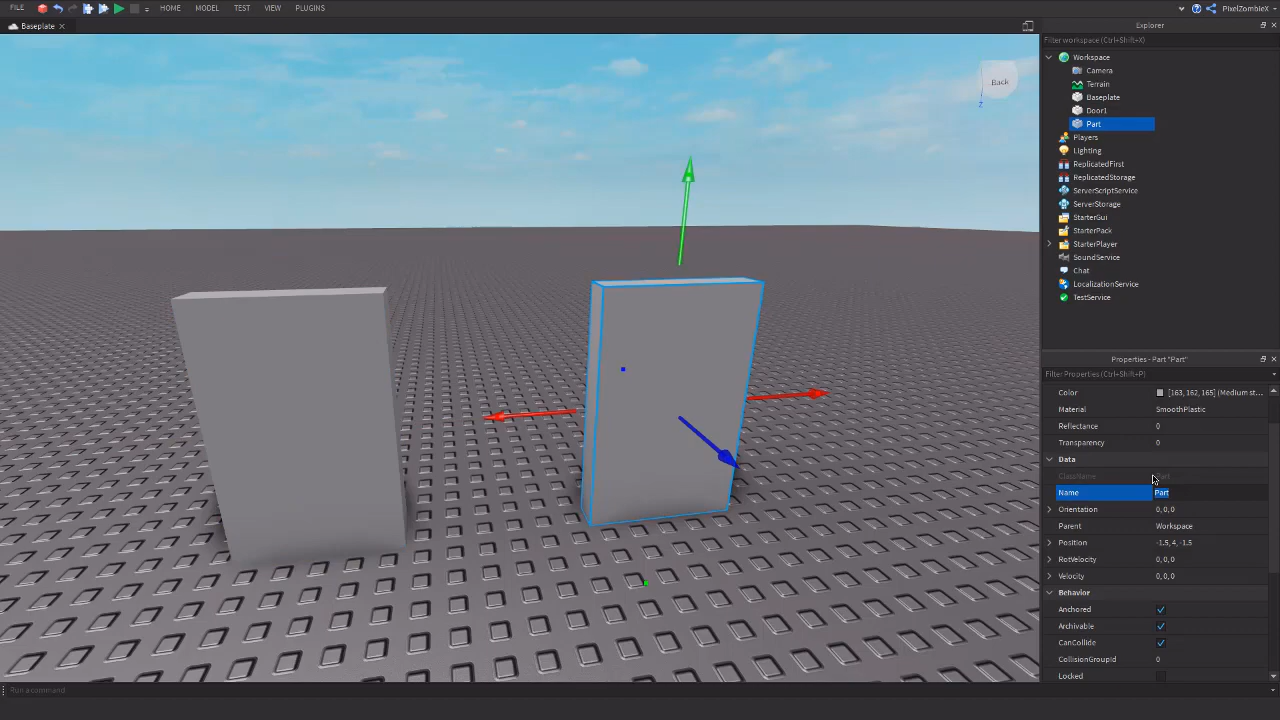 FILE HOME MODEL TEST VIEW PLUGINS PixelZombieX
Baseplate
Back
Z
Explorer
Filter workspace (Ctrl+Shift+X)
Workspace
Camera
Terrain
Baseplate
Door1
Part
Players
Lighting
ReplicatedFirst
ReplicatedStorage
ServerScriptService
ServerStorage
StarterGui
StarterPack
StarterPlayer
SoundService
Chat
LocalizationService
TestService
Properties - Part "Part"
Filter Properties (Ctrl+Shift+P)
Color [163, 162, 165] (Medium st...
Material SmoothPlastic
Reflectance 0
Transparency 0
Data
ClassName Part
Name Part
Orientation 0, 0, 0
Parent Workspace
Position -1.5, 4, -1.5
RotVelocity 0, 0, 0
Velocity 0, 0, 0
Behavior
Anchored
Archivable
CanCollide
CollisionGroupId 0
Locked
Run a command